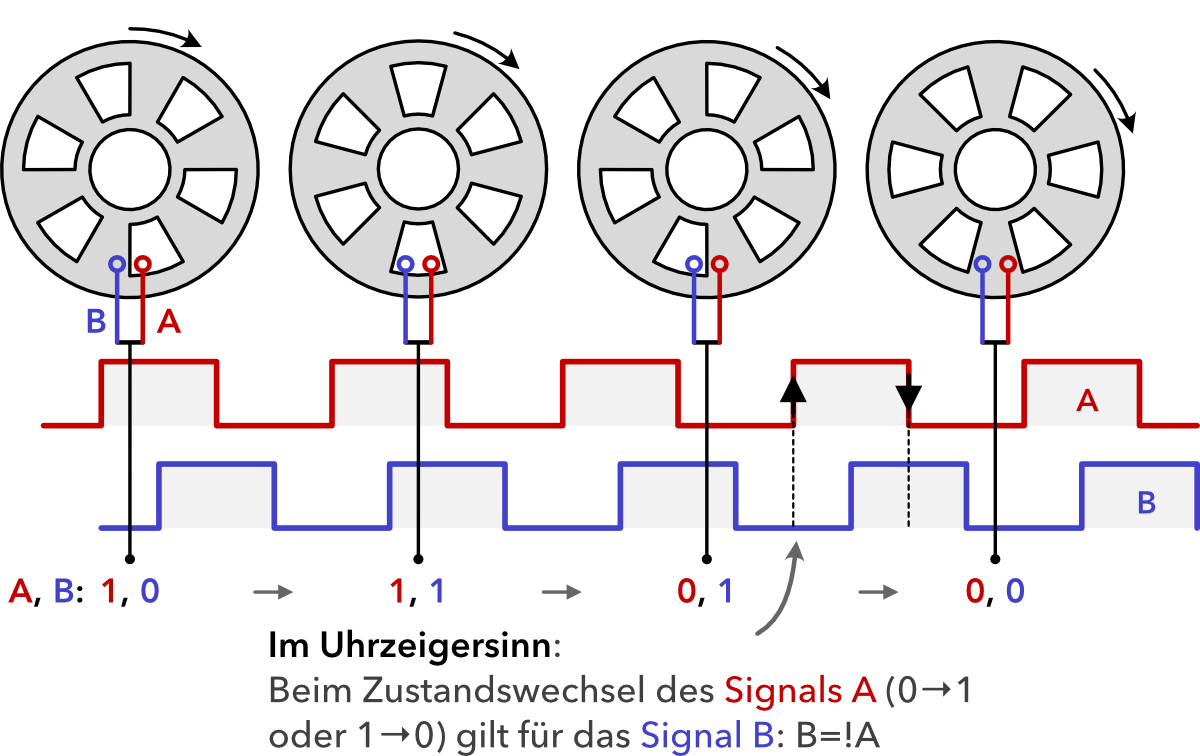 B A
A
B
A, B: 1, 0 → 1, 1 → 0, 1 → 0, 0
Im Uhrzeigersinn:
Beim Zustandswechsel des Signals A (0→1
oder 1→0) gilt für das Signal B: B=!A